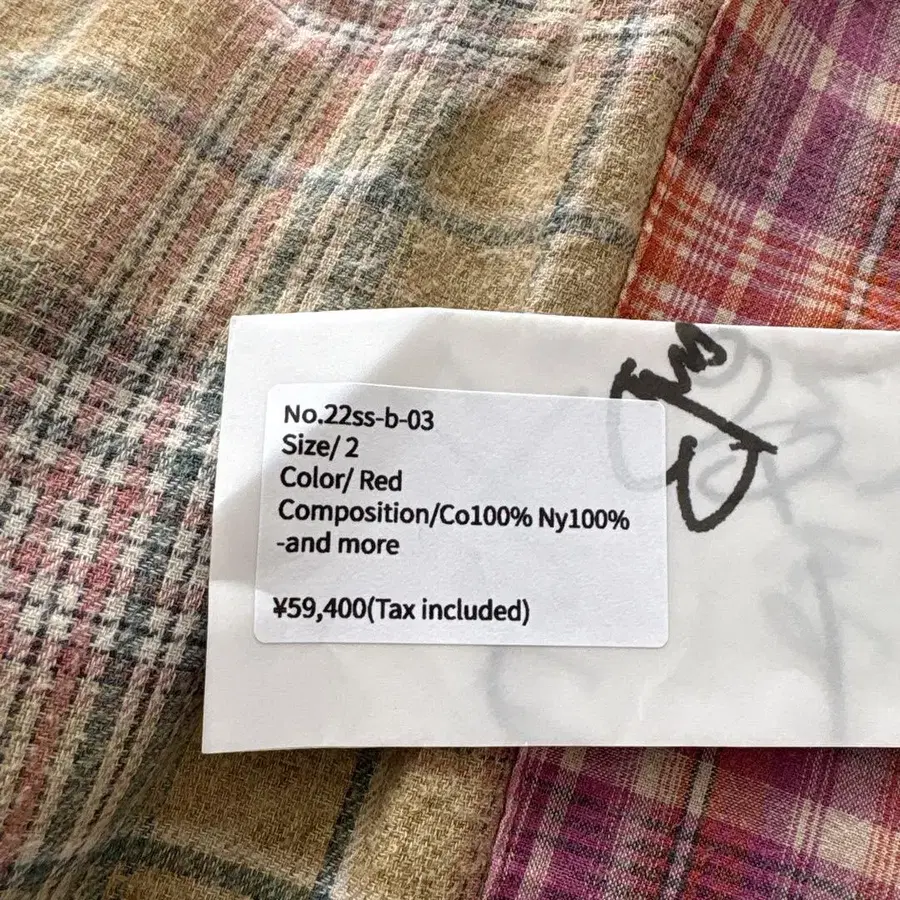 No.22ss-b-03
Size/ 2
Color/ Red
Composition/Co100% Ny100%
-and more
¥59,400(Tax included)